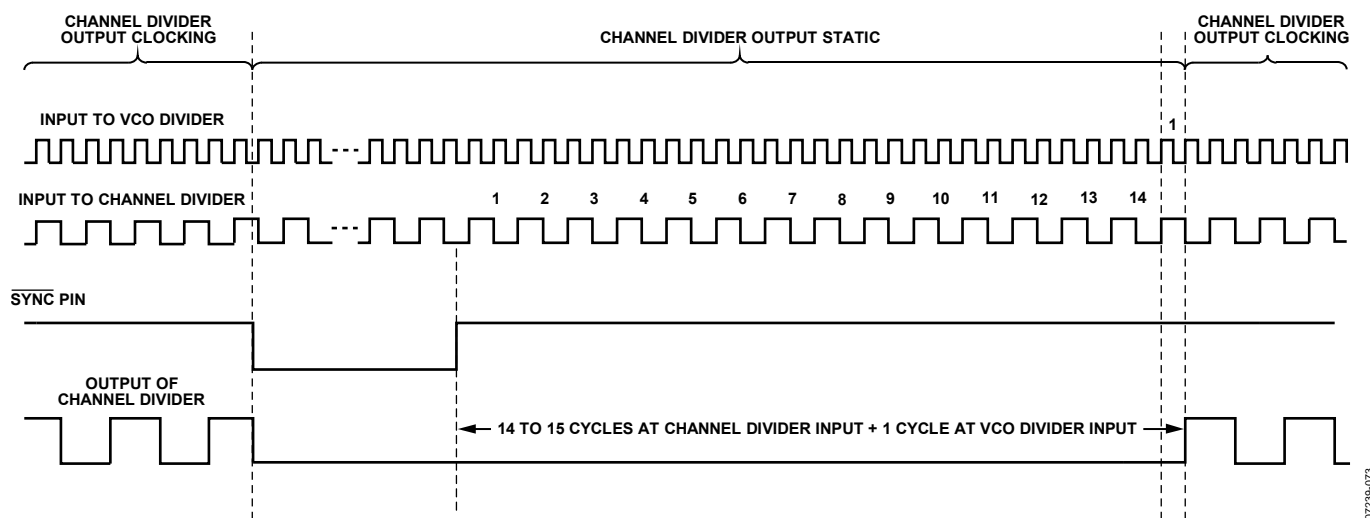 CHANNEL DIVIDER
OUTPUT CLOCKING
CHANNEL DIVIDER OUTPUT STATIC
CHANNEL DIVIDER
OUTPUT CLOCKING
INPUT TO VCO DIVIDER
1
INPUT TO CHANNEL DIVIDER
1 2 3 4 5 6 7 8 9 10 11 12 13 14
SYNC PIN
OUTPUT OF
CHANNEL DIVIDER
14 TO 15 CYCLES AT CHANNEL DIVIDER INPUT + 1 CYCLE AT VCO DIVIDER INPUT
07239-073